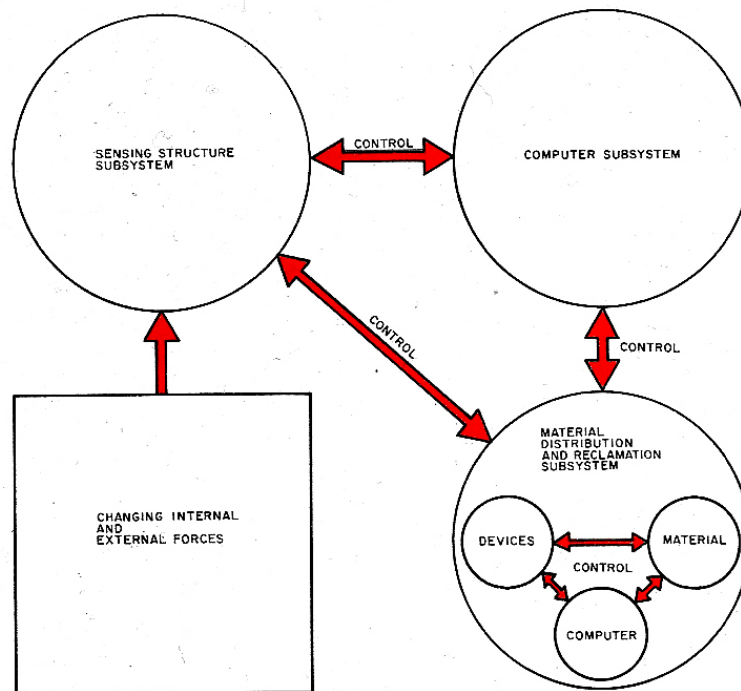 SENSING STRUCTURE
SUBSYSTEM
CONTROL
COMPUTER SUBSYSTEM
CONTROL
CONTROL
CHANGING INTERNAL
AND
EXTERNAL FORCES
MATERIAL
DISTRIBUTION
AND RECLAMATION
SUBSYSTEM
DEVICES
MATERIAL
CONTROL
COMPUTER